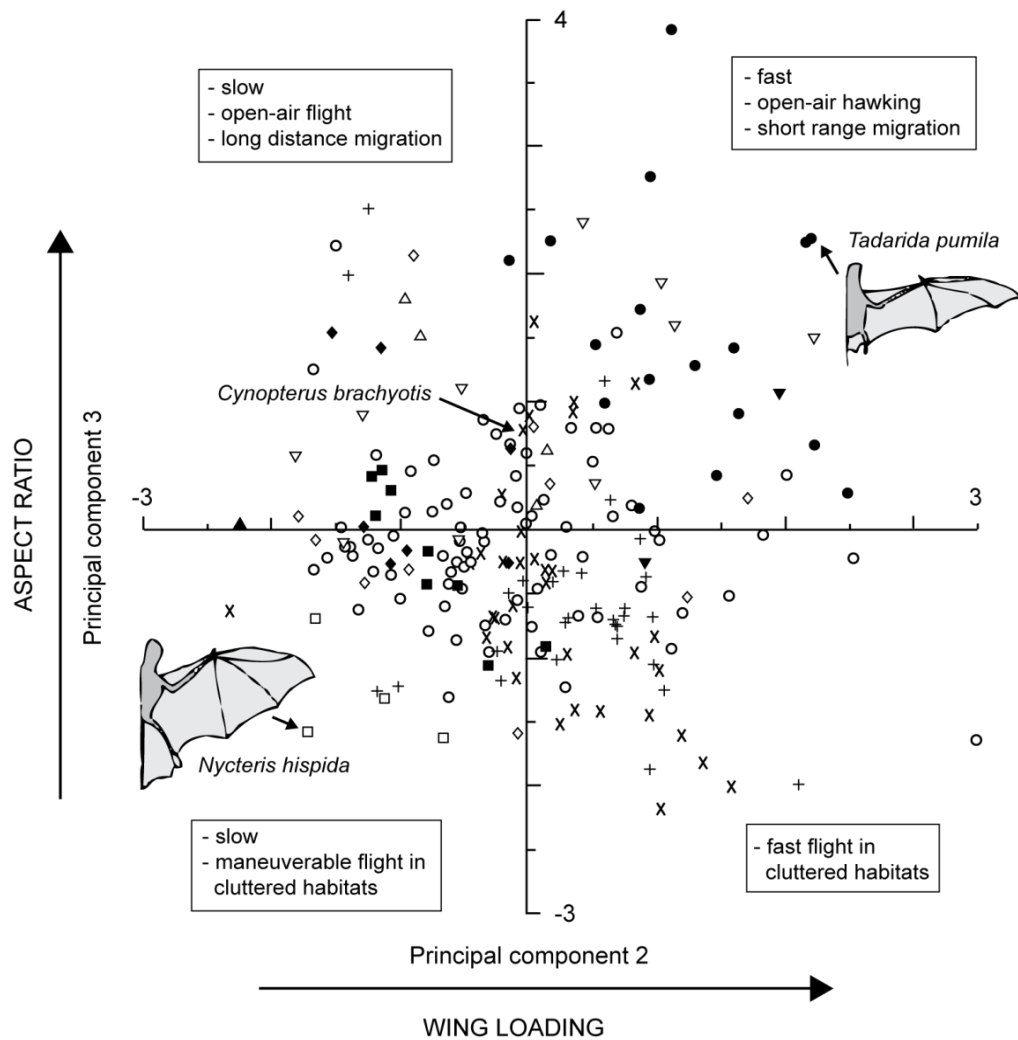 4
- slow
- open-air flight
- long distance migration
- fast
- open-air hawking
- short range migration
Tadarida pumila
Cynopterus brachyotis
ASPECT RATIO
Principal component 3
-3
3
Nycteris hispida
- slow
- maneuverable flight in
cluttered habitats
- fast flight in
cluttered habitats
-3
Principal component 2
WING LOADING